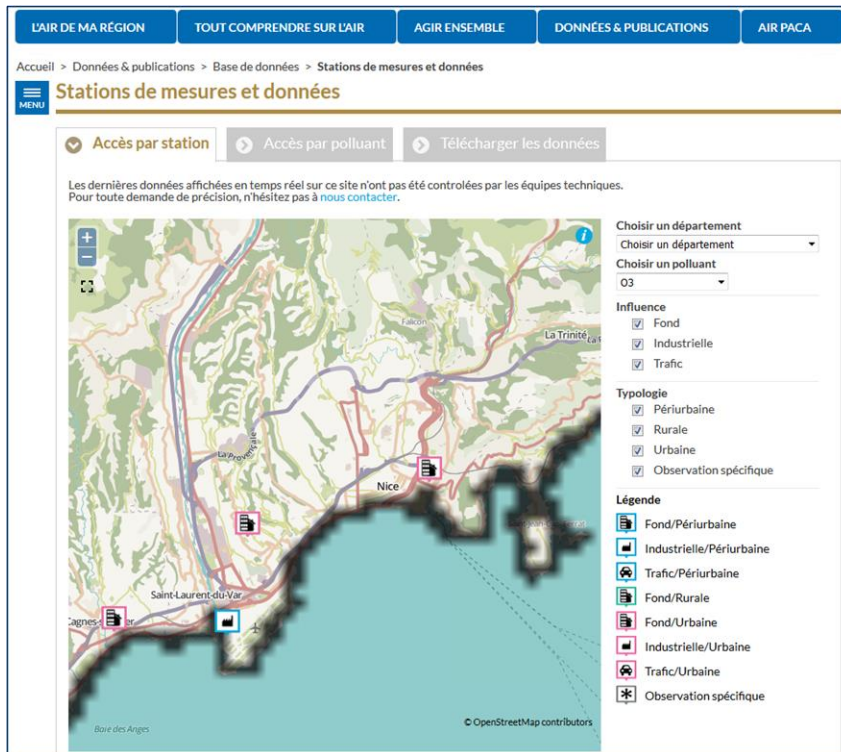 L'AIR DE MA RÉGION TOUT COMPRENDRE SUR L'AIR AGIR ENSEMBLE DONNÉES & PUBLICATIONS AIR PACA
Accueil > Données & publications > Base de données > Stations de mesures et données
MENU
Stations de mesures et données
Accès par station Accès par polluant Télécharger les données
Les dernières données affichées en temps réel sur ce site n'ont pas été controlées par les équipes techniques.
Pour toute demande de précision, n'hésitez pas à nous contacter.
+
−
i
Falicon
La Trinité
La Provençale
Nice
Saint-Laurent-du-Var
Baie des Anges
© OpenStreetMap contributors
Choisir un département
Choisir un département
Choisir un polluant
O3
Influence
Fond
Industrielle
Trafic
Typologie
Périurbaine
Rurale
Urbaine
Observation spécifique
Légende
Fond/Périurbaine
Industrielle/Périurbaine
Trafic/Périurbaine
Fond/Rurale
Fond/Urbaine
Industrielle/Urbaine
Trafic/Urbaine
Observation spécifique